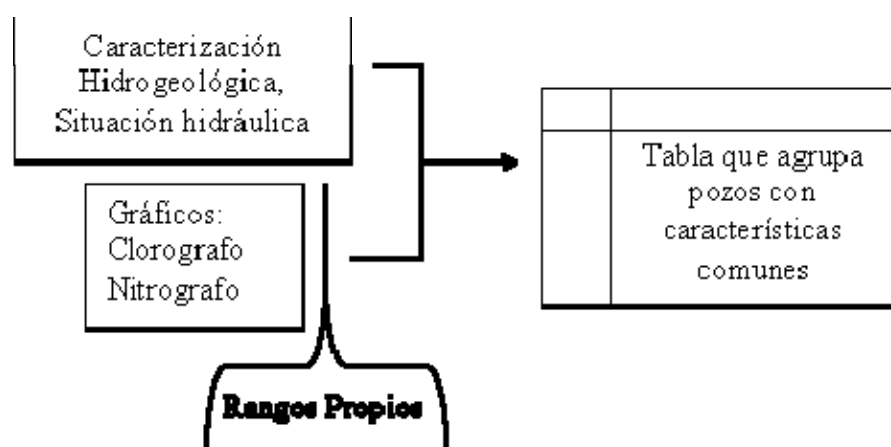 Caracterización
Hidrogeológica,
Situación hidráulica
Gráficos:
Clorografo
Nitrografo
Tabla que agrupa
pozos con
características
comunes
Rangos Propios